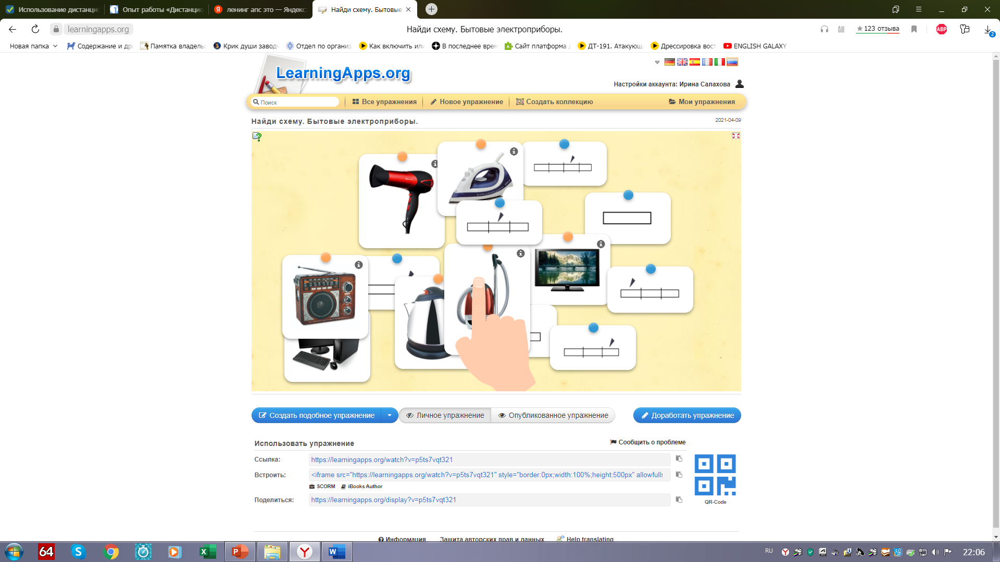 Использование дистанци
Опыт работы «Дистанцио
ленинг апс это — Яндекс:
Найди схему. Бытовые
learningapps.org
Найди схему. Бытовые электроприборы.
123 отзыва
ABP
2
Новая папка
Содержание и др
Памятка владель
Крик души завод
Отдел по организ
Как включить или
В последнее врем
Сайт платформа д
ДТ-191. Атакующ
Дрессировка вост
ENGLISH GALAXY
LearningApps.org
Настройки аккаунта: Ирина Салахова
Поиск
Все упражнения
Новое упражнение
Создать коллекцию
Мои упражнения
Найди схему. Бытовые электроприборы.
2021-04-09
Создать подобное упражнение
Личное упражнение
Опубликованное упражнение
Доработать упражнение
Использовать упражнение
Сообщить о проблеме
Ссылка:
https://learningapps.org/watch?v=p5ts7vqt321
Встроить:
<iframe src="https://learningapps.org/watch?v=p5ts7vqt321" style="border:0px;width:100%;height:500px" allowfulls
SCORM
iBooks Author
Поделиться:
https://learningapps.org/display?v=p5ts7vqt321
QR-Code
Информация
Защита авторских прав и данных
Help translating
64
RU
22:06